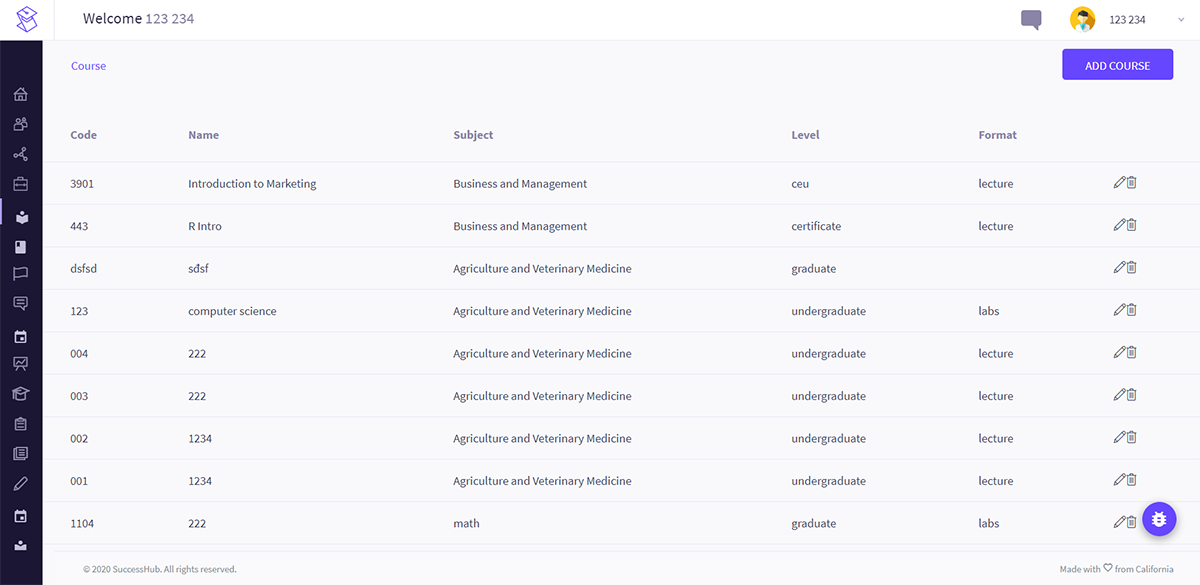 Welcome 123 234
123 234
Course
ADD COURSE
Code Name Subject Level Format
3901 Introduction to Marketing Business and Management ceu lecture
443 R Intro Business and Management certificate lecture
dsfsd sđsf Agriculture and Veterinary Medicine graduate
123 computer science Agriculture and Veterinary Medicine undergraduate labs
004 222 Agriculture and Veterinary Medicine undergraduate lecture
003 222 Agriculture and Veterinary Medicine undergraduate lecture
002 1234 Agriculture and Veterinary Medicine undergraduate lecture
001 1234 Agriculture and Veterinary Medicine undergraduate lecture
1104 222 math graduate labs
© 2020 SuccessHub. All rights reserved.
Made with ♡ from California